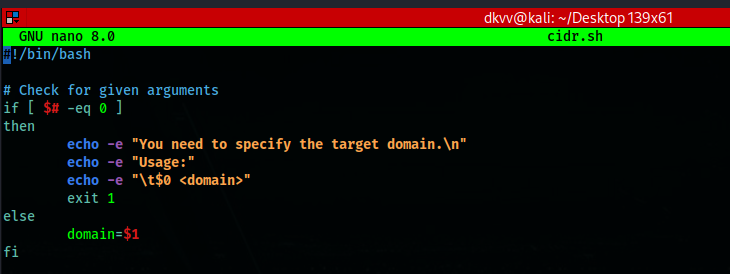 dkvv@kali: ~/Desktop 139x61
GNU nano 8.0 cidr.sh
#!/bin/bash
# Check for given arguments
if [ $# -eq 0 ]
then
echo -e "You need to specify the target domain.\n"
echo -e "Usage:"
echo -e "\t$0 <domain>"
exit 1
else
domain=$1
fi